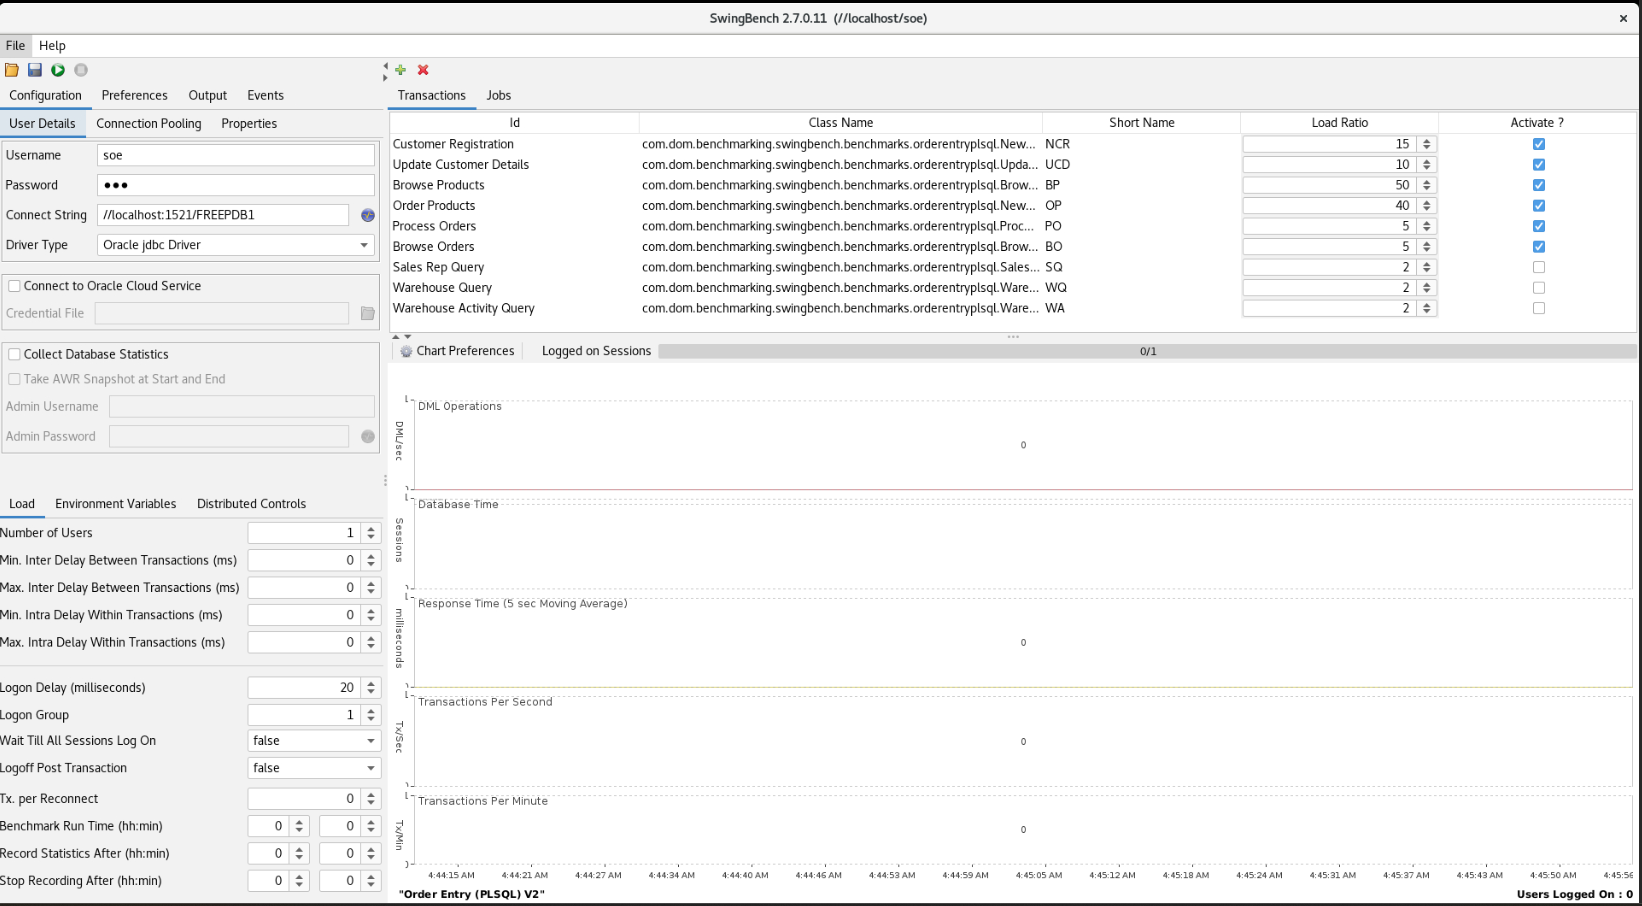 SwingBench 2.7.0.11  (//localhost/soe)
File Help
Configuration Preferences Output Events
User Details Connection Pooling Properties
Username soe
Password ●●●
Connect String //localhost:1521/FREEPDB1
Driver Type Oracle jdbc Driver
Connect to Oracle Cloud Service
Credential File
Collect Database Statistics
Take AWR Snapshot at Start and End
Admin Username
Admin Password
Load Environment Variables Distributed Controls
Number of Users 1
Min. Inter Delay Between Transactions (ms) 0
Max. Inter Delay Between Transactions (ms) 0
Min. Intra Delay Within Transactions (ms) 0
Max. Intra Delay Within Transactions (ms) 0
Logon Delay (milliseconds) 20
Logon Group 1
Wait Till All Sessions Log On false
Logoff Post Transaction false
Tx. per Reconnect 0
Benchmark Run Time (hh:min) 0 0
Record Statistics After (hh:min) 0 0
Stop Recording After (hh:min) 0 0
Transactions Jobs
Id Class Name Short Name Load Ratio Activate ?
Customer Registration com.dom.benchmarking.swingbench.benchmarks.orderentryplsql.New... NCR 15
Update Customer Details com.dom.benchmarking.swingbench.benchmarks.orderentryplsql.Upda... UCD 10
Browse Products com.dom.benchmarking.swingbench.benchmarks.orderentryplsql.Brow... BP 50
Order Products com.dom.benchmarking.swingbench.benchmarks.orderentryplsql.New... OP 40
Process Orders com.dom.benchmarking.swingbench.benchmarks.orderentryplsql.Proc... PO 5
Browse Orders com.dom.benchmarking.swingbench.benchmarks.orderentryplsql.Brow... BO 5
Sales Rep Query com.dom.benchmarking.swingbench.benchmarks.orderentryplsql.Sales... SQ 2
Warehouse Query com.dom.benchmarking.swingbench.benchmarks.orderentryplsql.Ware... WQ 2
Warehouse Activity Query com.dom.benchmarking.swingbench.benchmarks.orderentryplsql.Ware... WA 2
Chart Preferences Logged on Sessions 0/1
DML Operations
DML/sec
0
Database Time
Sessions
Response Time (5 sec Moving Average)
milliseconds
0
Transactions Per Second
Tx/Sec
0
Transactions Per Minute
Tx/Min
0
4:44:15 AM 4:44:21 AM 4:44:27 AM 4:44:34 AM 4:44:40 AM 4:44:46 AM 4:44:53 AM 4:44:59 AM 4:45:05 AM 4:45:12 AM 4:45:18 AM 4:45:24 AM 4:45:31 AM 4:45:37 AM 4:45:43 AM 4:45:50 AM 4:45:56
"Order Entry (PLSQL) V2" Users Logged On : 0